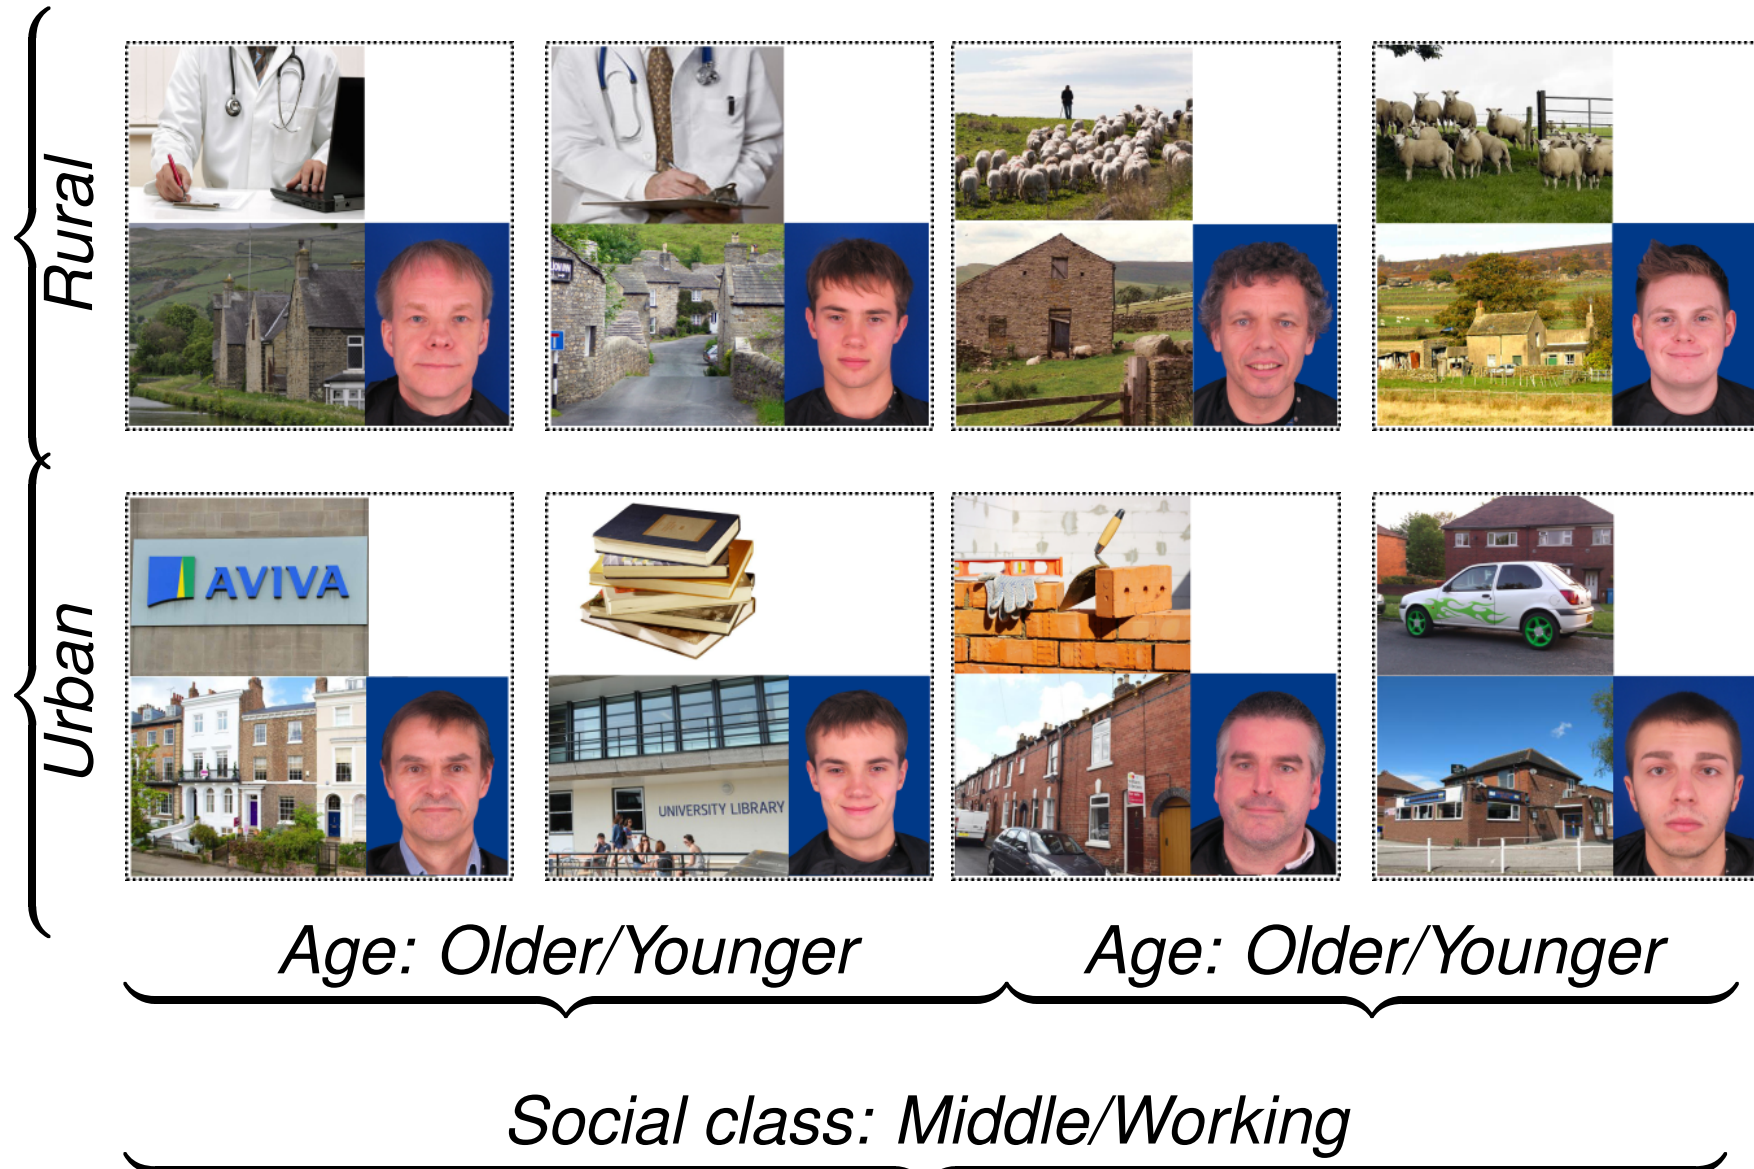 Rural
AVIVA
UNIVERSITY LIBRARY
Urban
Age: Older/Younger
Age: Older/Younger
Social class: Middle/Working